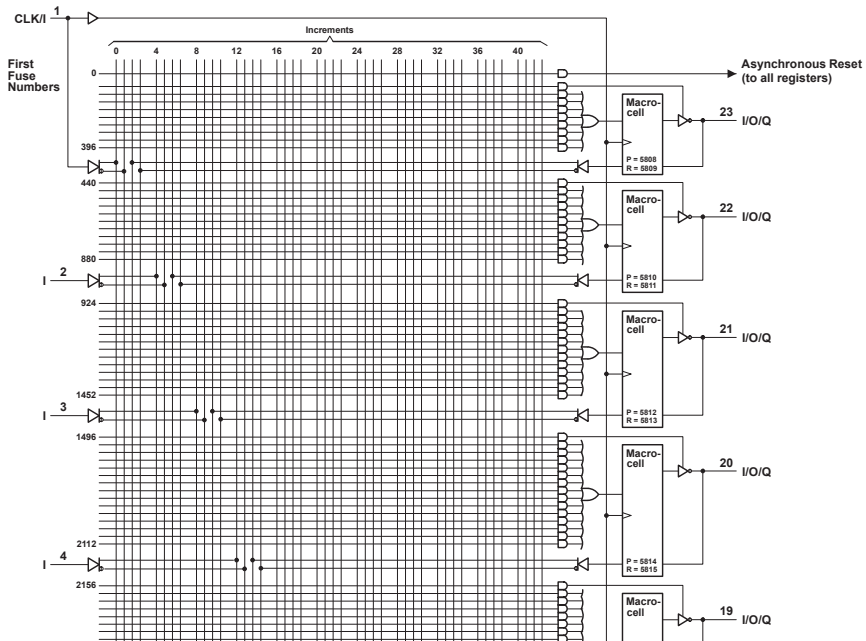 CLK/I 1
Increments
0 4 8 12 16 20 24 28 32 36 40
First
Fuse
Numbers
0
Asynchronous Reset
(to all registers)
Macro-
cell
23 I/O/Q
396
P = 5808
R = 5809
440
Macro-
cell
22 I/O/Q
880
I 2
P = 5810
R = 5811
924
Macro-
cell
21 I/O/Q
1452
I 3
P = 5812
R = 5813
1496
Macro-
cell
20 I/O/Q
2112
I 4
P = 5814
R = 5815
2156
Macro-
cell
19 I/O/Q